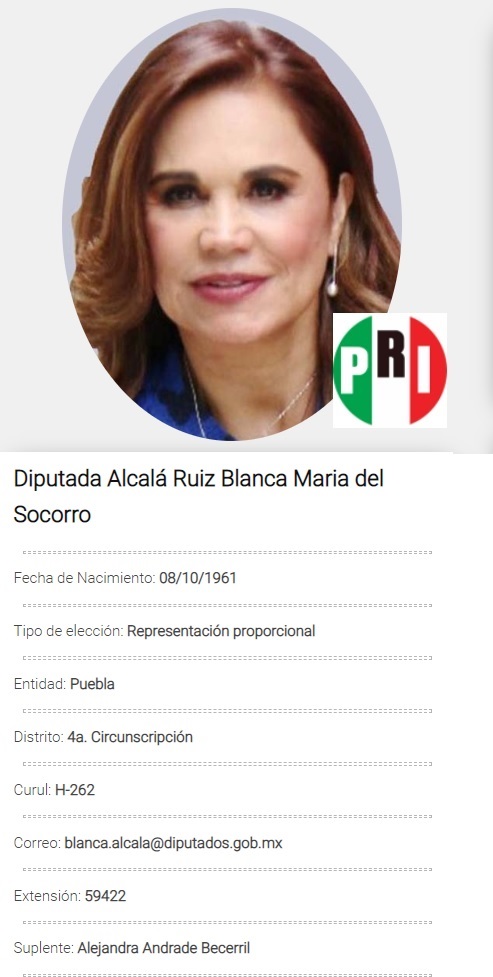 PRI
Diputada Alcalá Ruiz Blanca Maria del
Socorro
Fecha de Nacimiento: 08/10/1961
Tipo de elección: Representación proporcional
Entidad: Puebla
Distrito: 4a. Circunscripción
Curul: H-262
Correo: blanca.alcala@diputados.gob.mx
Extensión: 59422
Suplente: Alejandra Andrade Becerril